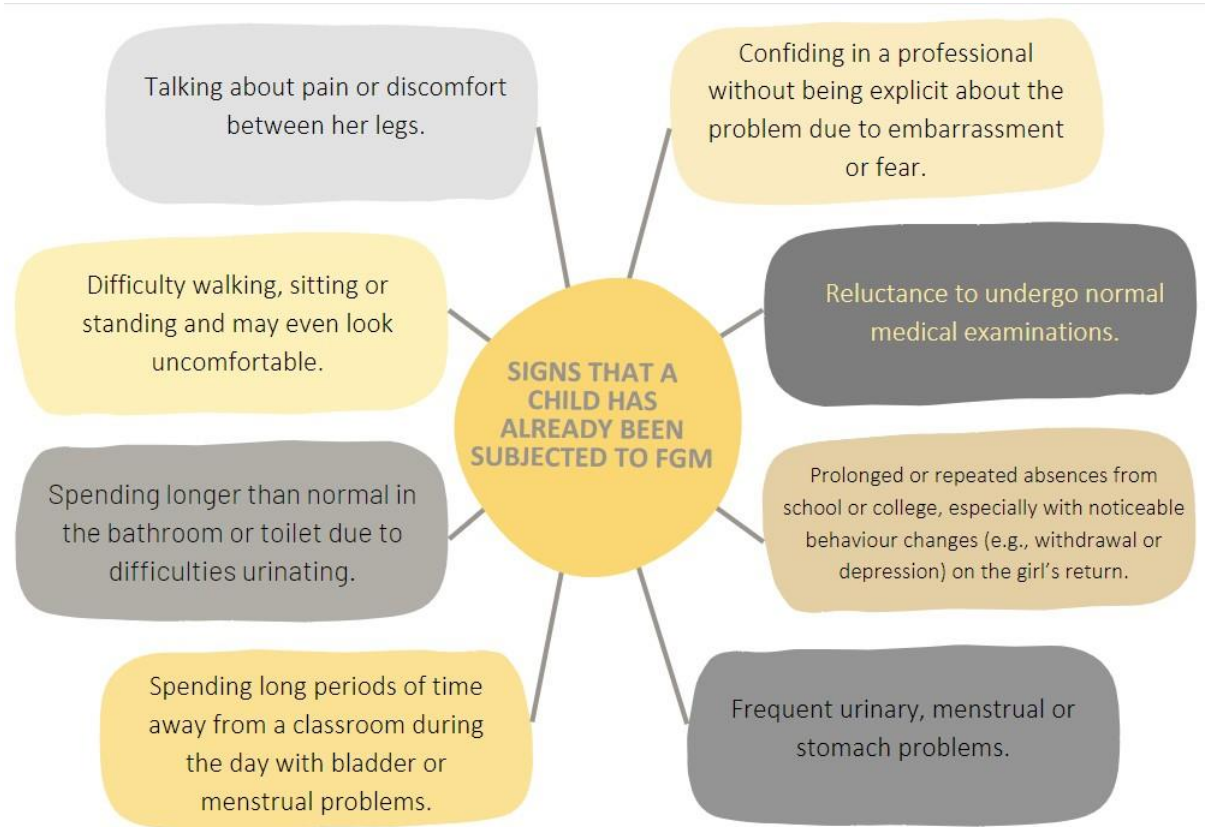 Talking about pain or discomfort
between her legs.
Confiding in a professional
without being explicit about the
problem due to embarrassment
or fear.
Difficulty walking, sitting or
standing and may even look
uncomfortable.
Reluctance to undergo normal
medical examinations.
SIGNS THAT A
CHILD HAS
ALREADY BEEN
SUBJECTED TO FGM
Spending longer than normal in
the bathroom or toilet due to
difficulties urinating.
Prolonged or repeated absences from
school or college, especially with noticeable
behaviour changes (e.g., withdrawal or
depression) on the girl’s return.
Spending long periods of time
away from a classroom during
the day with bladder or
menstrual problems.
Frequent urinary, menstrual or
stomach problems.